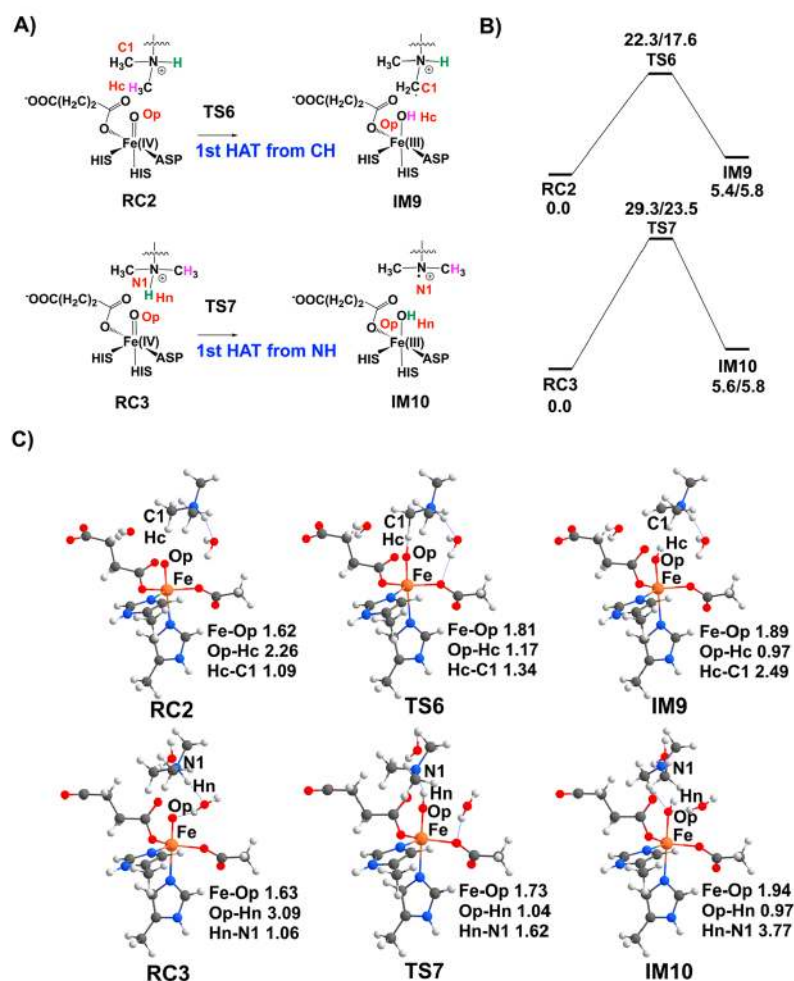 A)
C1
H₃C
N
H
⊕
Hc
H₃C
⁻OOC(H₂C)₂
O
O
Op
O
Fe(IV)
HIS
HIS
ASP
RC2
TS6
1st HAT from CH
H₃C
N
H
⊕
H₂C
C1
⁻OOC(H₂C)₂
O
O
Op
OH
Hc
Fe(III)
HIS
HIS
ASP
IM9
H₃C
N
CH₃
⊕
N1
H
Hn
⁻OOC(H₂C)₂
O
O
O
Op
Fe(IV)
HIS
HIS
ASP
RC3
TS7
1st HAT from NH
H₃C
N
CH₃
⊕
N1
⁻OOC(H₂C)₂
O
O
Op
OH
Hn
Fe(III)
HIS
HIS
ASP
IM10
B)
22.3/17.6
TS6
RC2
0.0
IM9
5.4/5.8
29.3/23.5
TS7
RC3
0.0
IM10
5.6/5.8
C)
C1
Hc
Op
Fe
Fe-Op 1.62
Op-Hc 2.26
Hc-C1 1.09
RC2
C1
Hc
Op
Fe
Fe-Op 1.81
Op-Hc 1.17
Hc-C1 1.34
TS6
C1
Hc
Op
Fe
Fe-Op 1.89
Op-Hc 0.97
Hc-C1 2.49
IM9
N1
Hn
Op
Fe
Fe-Op 1.63
Op-Hn 3.09
Hn-N1 1.06
RC3
N1
Hn
Op
Fe
Fe-Op 1.73
Op-Hn 1.04
Hn-N1 1.62
TS7
N1
Hn
Op
Fe
Fe-Op 1.94
Op-Hn 0.97
Hn-N1 3.77
IM10